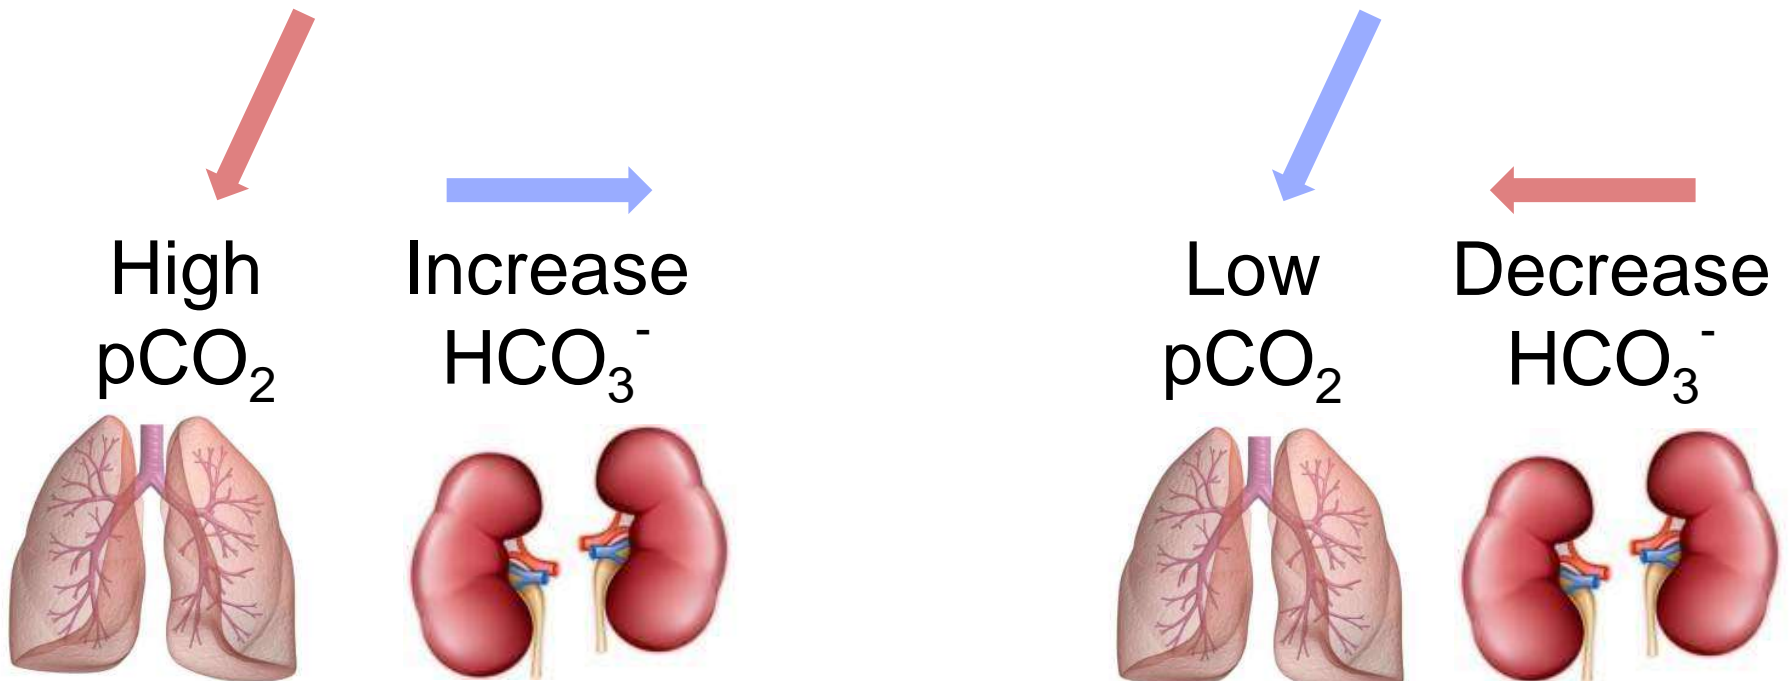 High
pCO₂
Increase
HCO₃⁻
Low
pCO₂
Decrease
HCO₃⁻